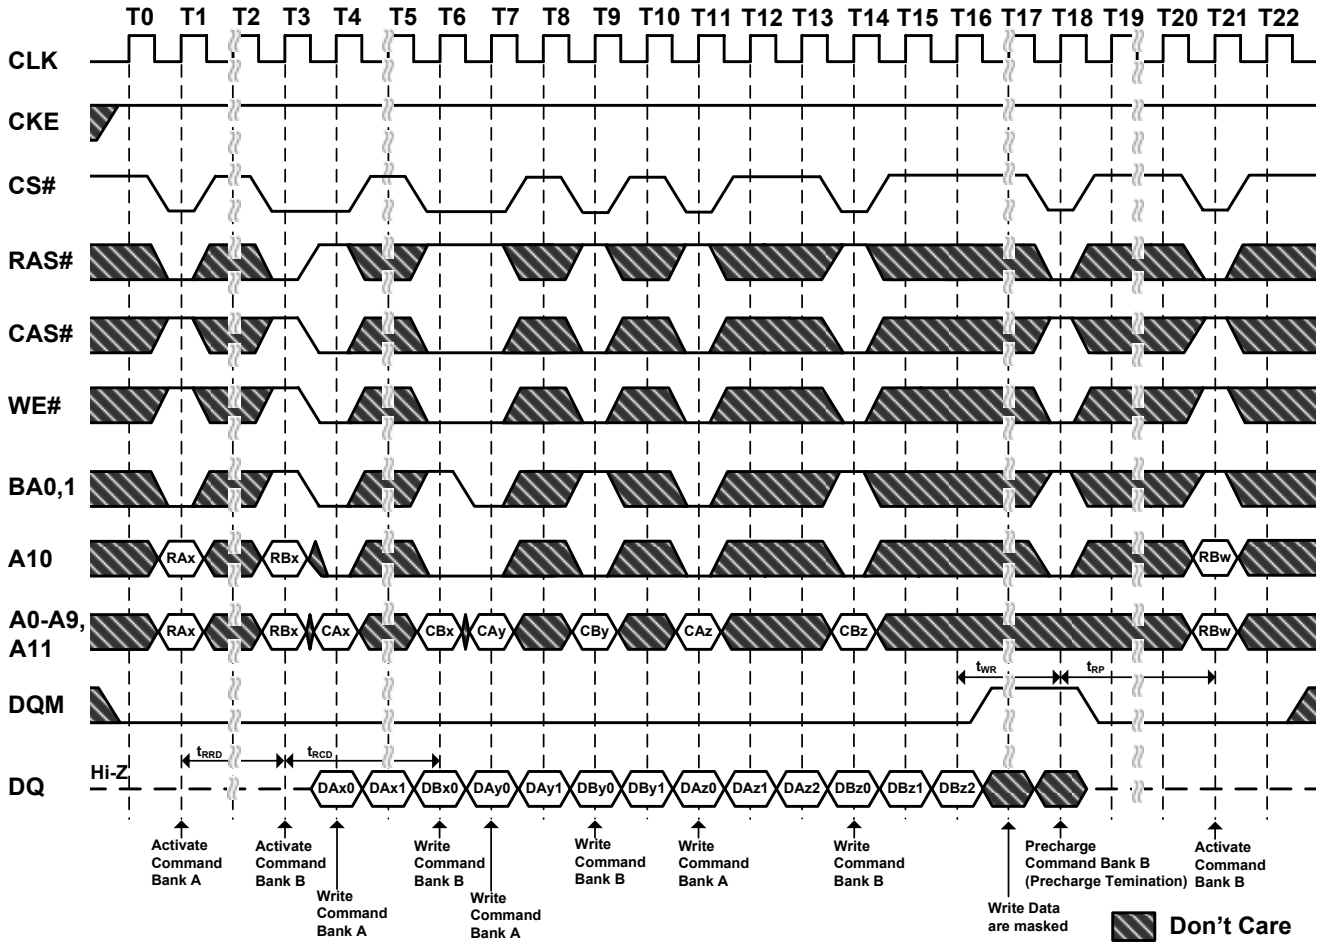 T0 T1 T2 T3 T4 T5 T6 T7 T8 T9 T10 T11 T12 T13 T14 T15 T16 T17 T18 T19 T20 T21 T22
CLK
CKE
CS#
RAS#
CAS#
WE#
BA0,1
A10
RAx RBx RBw
A0-A9,
A11
RAx RBx CAx CBx CAy CBy CAz CBz RBw
tWR tRP
DQM
tRRD tRCD
Hi-Z
DQ
DAx0 DAx1 DBx0 DAy0 DAy1 DBy0 DBy1 DAz0 DAz1 DAz2 DBz0 DBz1 DBz2
Activate
Command
Bank A
Activate
Command
Bank B
Write
Command
Bank A
Write
Command
Bank B
Write
Command
Bank A
Write
Command
Bank B
Write
Command
Bank A
Write
Command
Bank B
Write Data
are masked
Precharge
Command Bank B
(Precharge Temination)
Activate
Command
Bank B
Don't Care